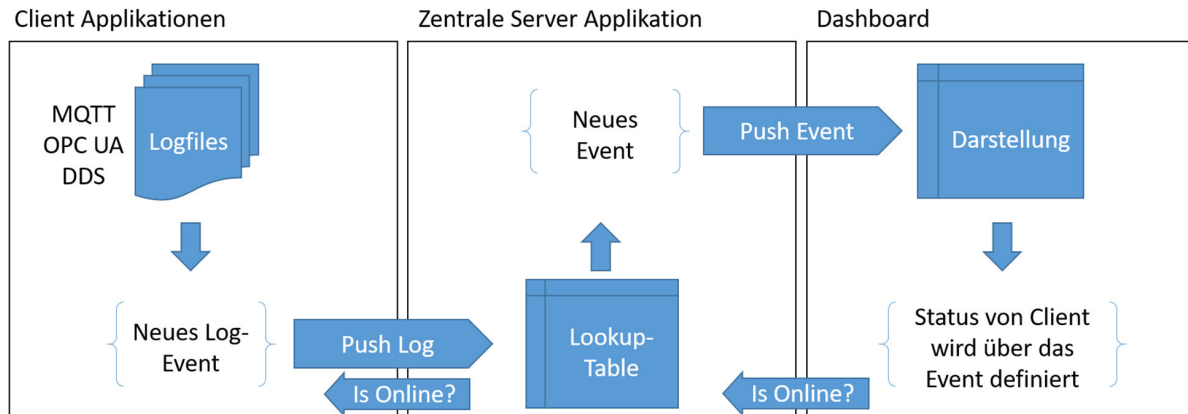 Client Applikationen
MQTT
OPC UA
DDS
Logfiles
Neues Log-
Event
Push Log
Is Online?
Zentrale Server Applikation
Neues
Event
Lookup-
Table
Push Event
Is Online?
Dashboard
Darstellung
Status von Client
wird über das
Event definiert